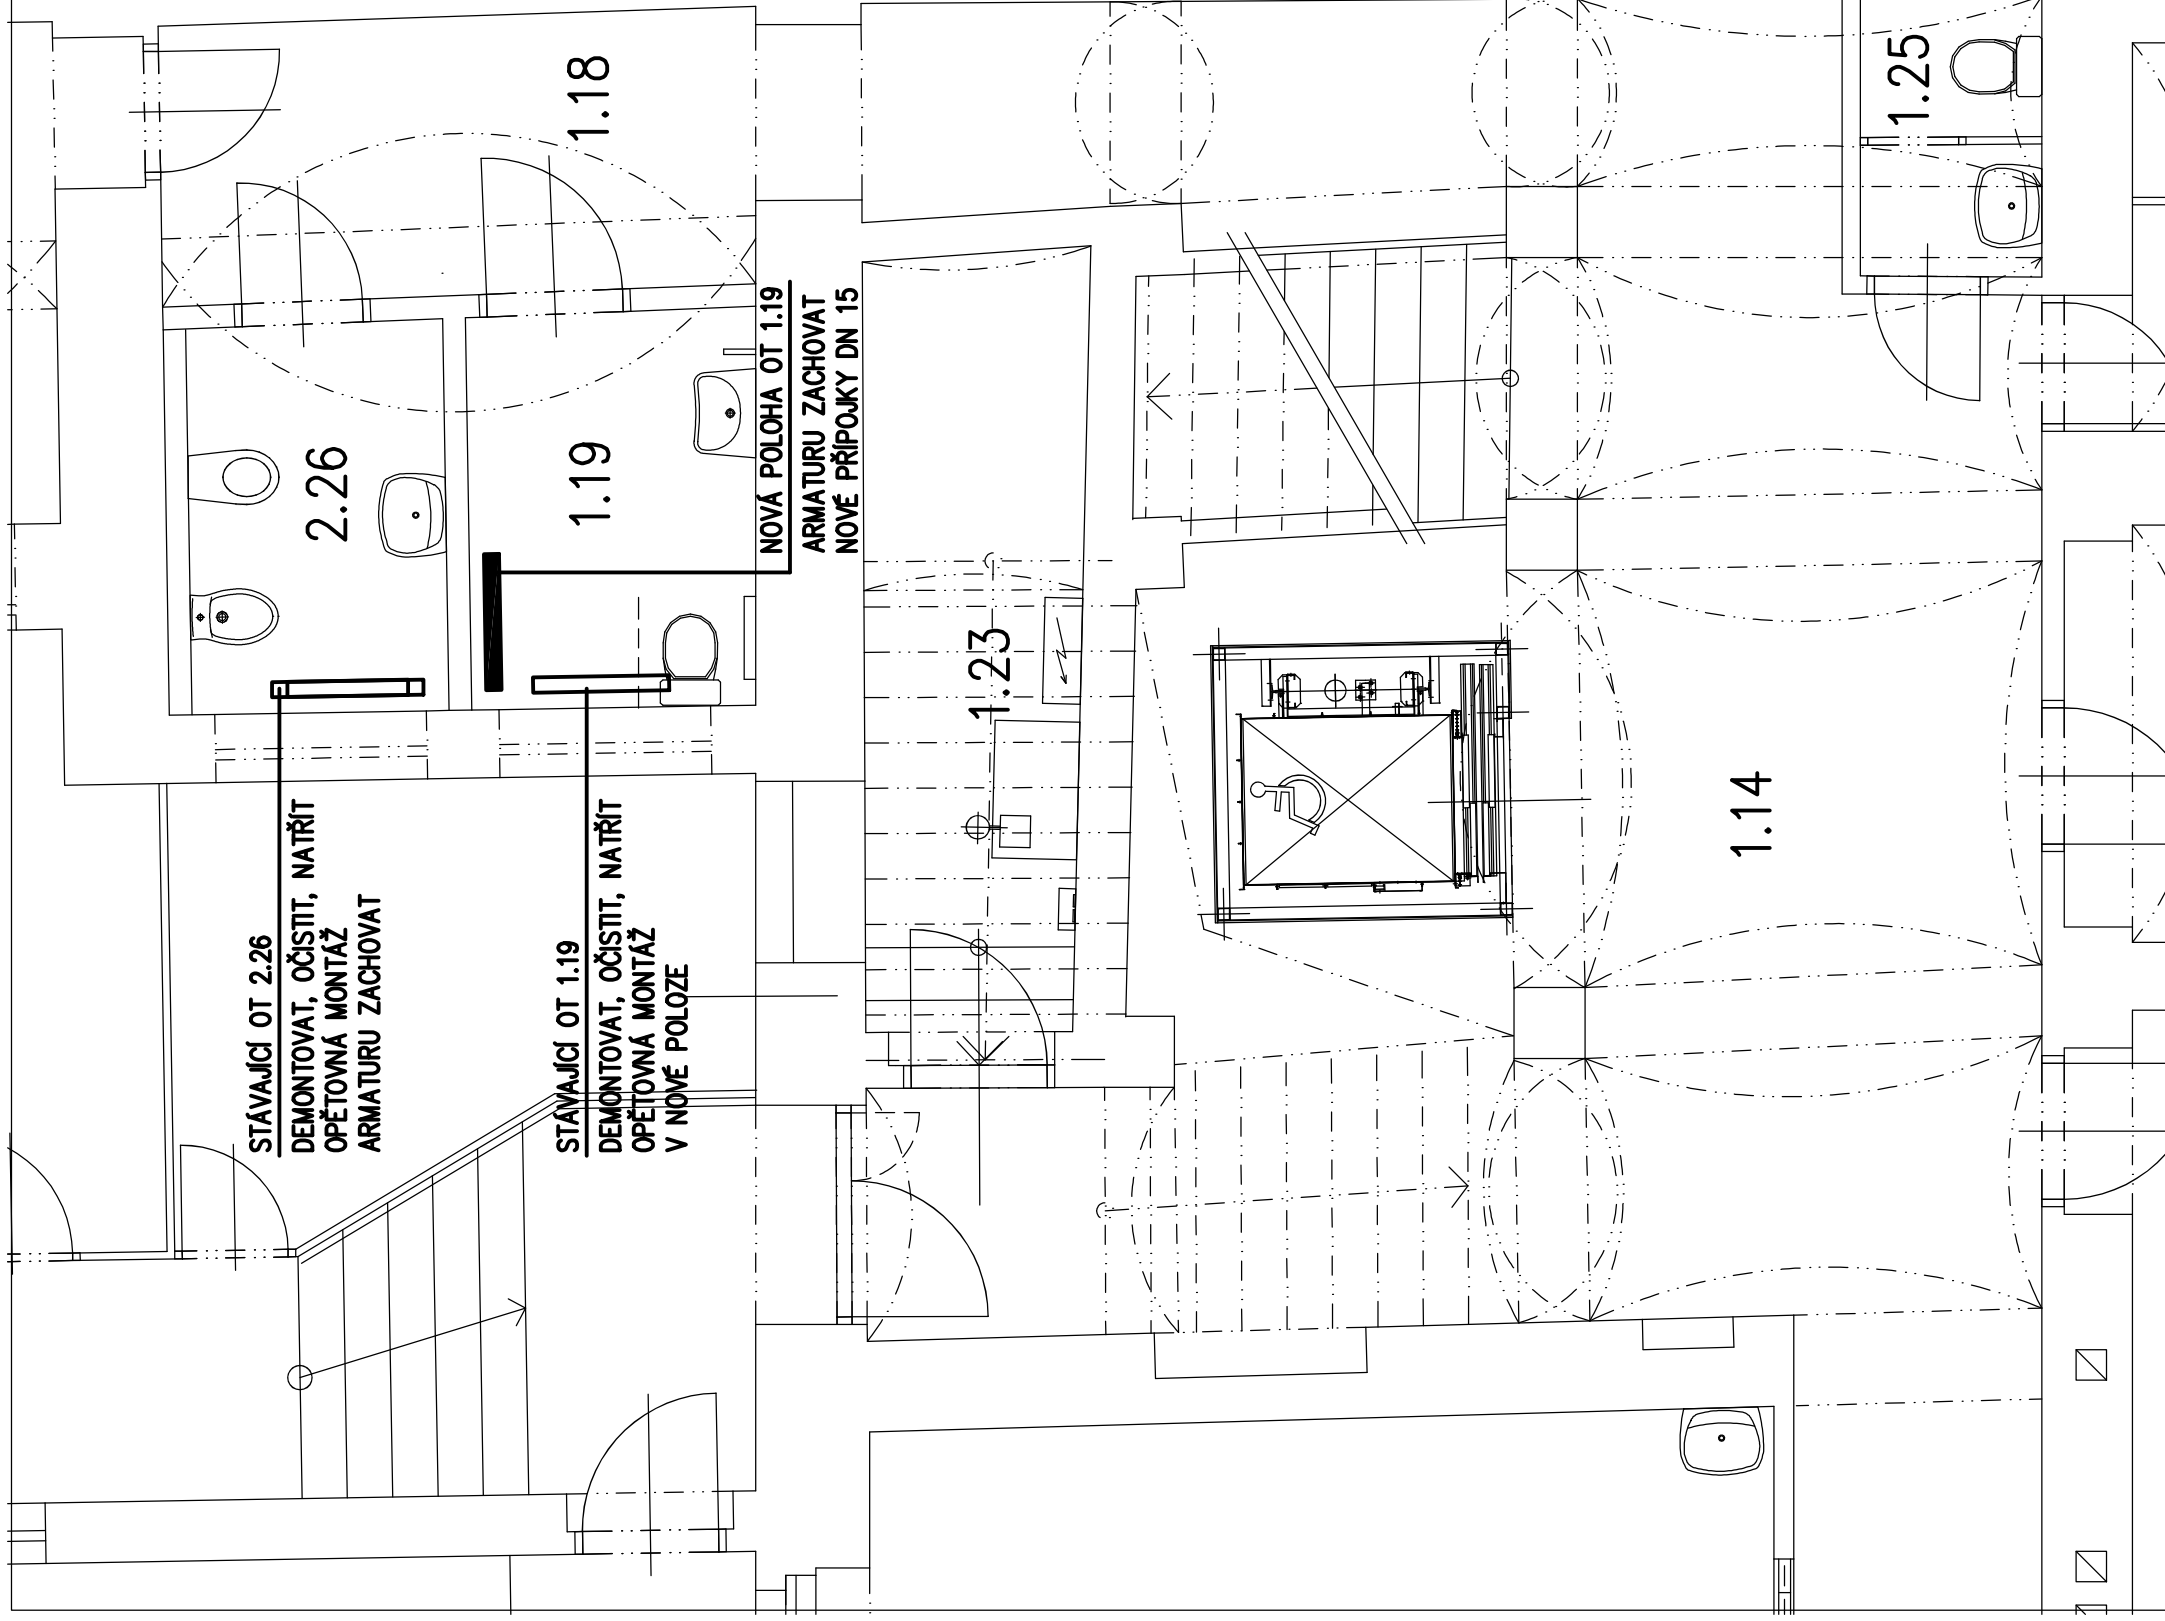 1.18
1.25
2.26
1.19
NOVÁ POLOHA OT 1.19
ARMATURU ZACHOVAT
NOVÉ PŘÍPOJKY DN 15
1.23
1.14
STÁVAJÍCÍ OT 2.26
DEMONTOVAT, OČISTIT, NATŘÍT
OPĚTOVNÁ MONTÁŽ
ARMATURU ZACHOVAT
STÁVAJÍCÍ OT 1.19
DEMONTOVAT, OČISTIT, NATŘÍT
OPĚTOVNÁ MONTÁŽ
V NOVÉ POLOZE